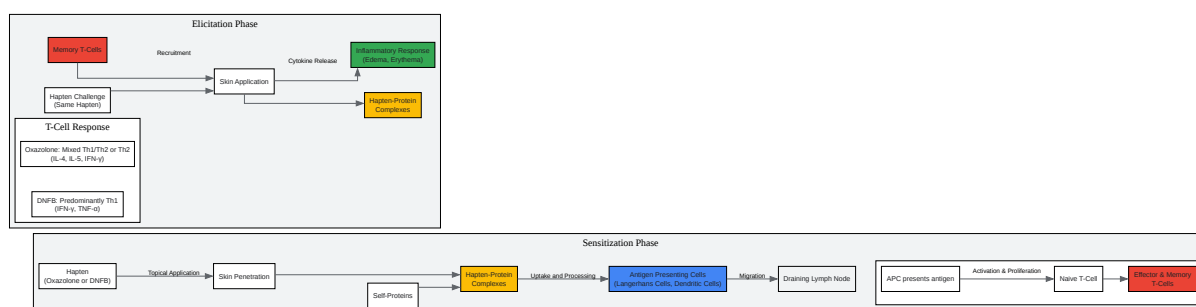 Elicitation Phase
Memory T-Cells
Recruitment
Inflammatory Response
(Edema, Erythema)
Cytokine Release
Skin Application
Hapten Challenge
(Same Hapten)
Hapten-Protein
Complexes
T-Cell Response
Oxazolone: Mixed Th1/Th2 or Th2
(IL-4, IL-5, IFN-γ)
DNFB: Predominantly Th1
(IFN-γ, TNF-α)
Sensitization Phase
Hapten
(Oxazolone or DNFB)
Topical Application
Skin Penetration
Self-Proteins
Hapten-Protein
Complexes
Uptake and Processing
Antigen Presenting Cells
(Langerhans Cells, Dendritic Cells)
Migration
Draining Lymph Node
APC presents antigen
Activation & Proliferation
Naive T-Cell
Effector & Memory
T-Cells